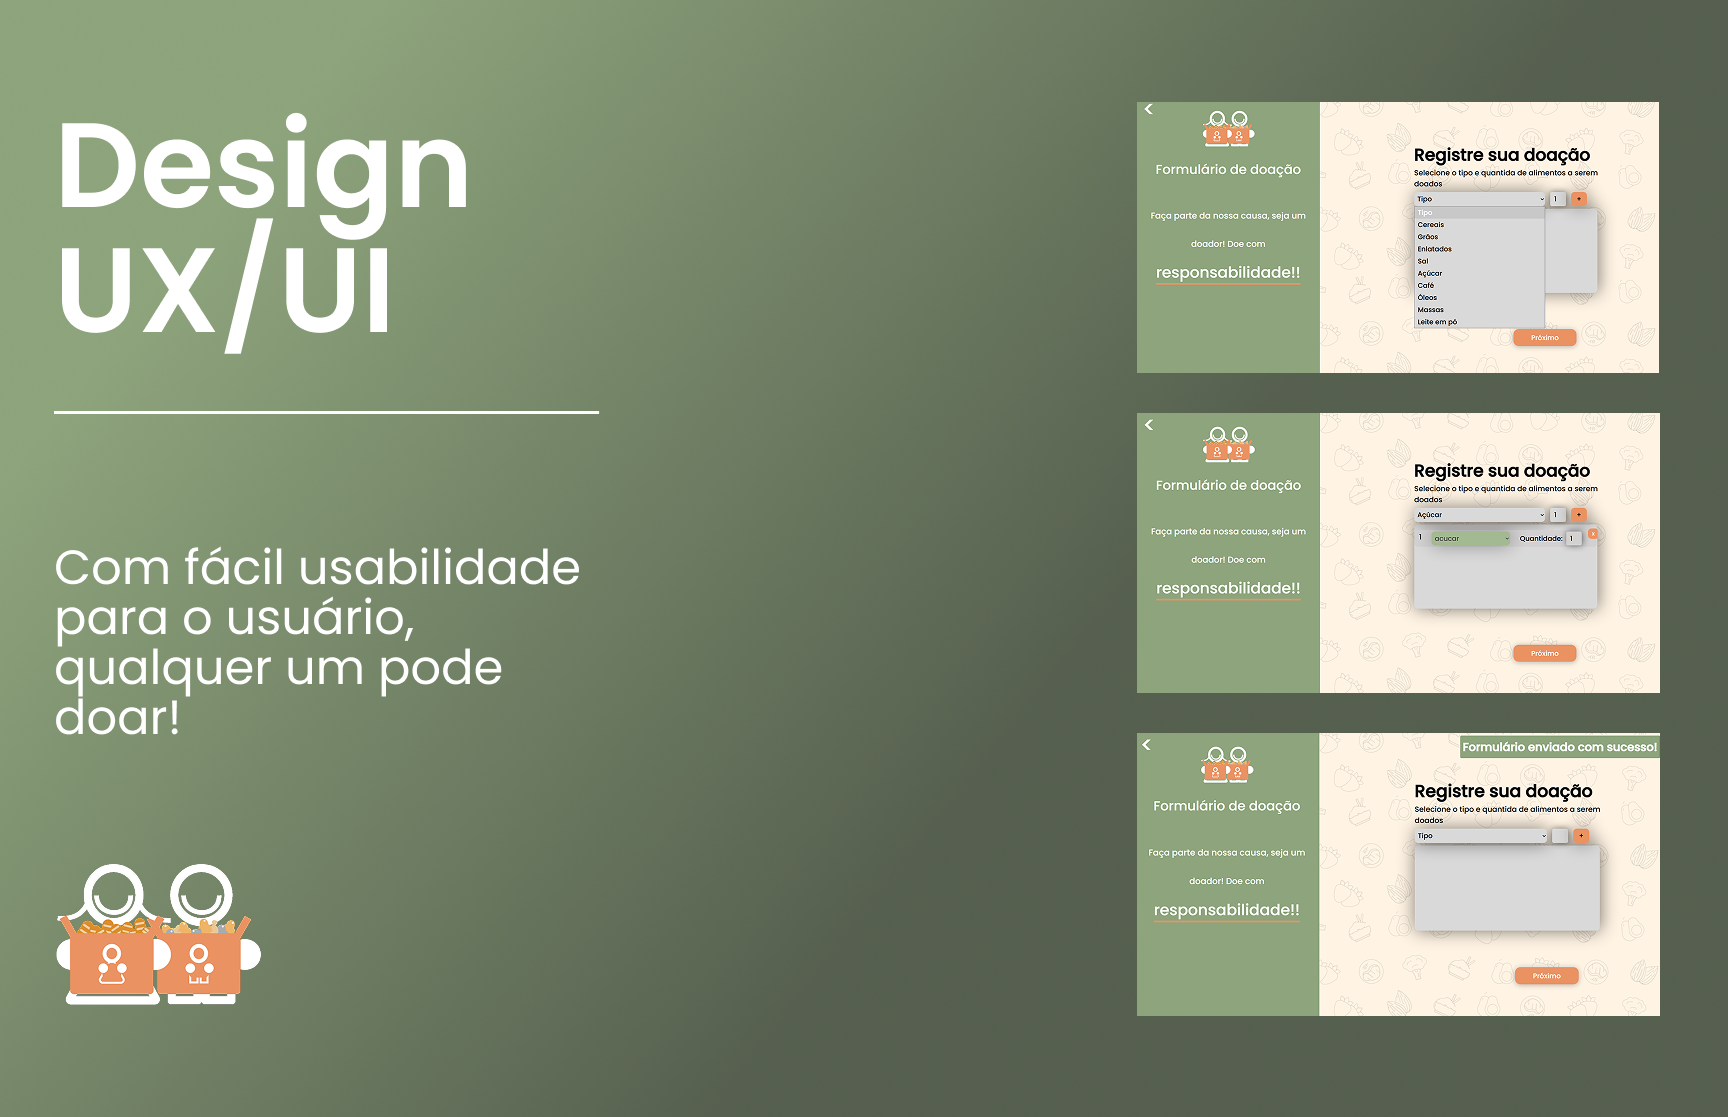 Design
UX/UI
Com fácil usabilidade
para o usuário,
qualquer um pode
doar!
Formulário de doação
Faça parte da nossa causa, seja um
doador! Doe com
responsabilidade!!
Registre sua doação
Selecione o tipo e quantida de alimentos a serem
doados
Tipo 1 +
Tipo
Cereais
Grãos
Enlatados
Sal
Açúcar
Café
Óleos
Massas
Leite em pó
Próximo
Formulário de doação
Faça parte da nossa causa, seja um
doador! Doe com
responsabilidade!!
Registre sua doação
Selecione o tipo e quantida de alimentos a serem
doados
Açúcar 1 +
1 acucar Quantidade: 1 X
Próximo
Formulário de doação
Faça parte da nossa causa, seja um
doador! Doe com
responsabilidade!!
Formulário enviado com sucesso!
Registre sua doação
Selecione o tipo e quantida de alimentos a serem
doados
Tipo +
Próximo